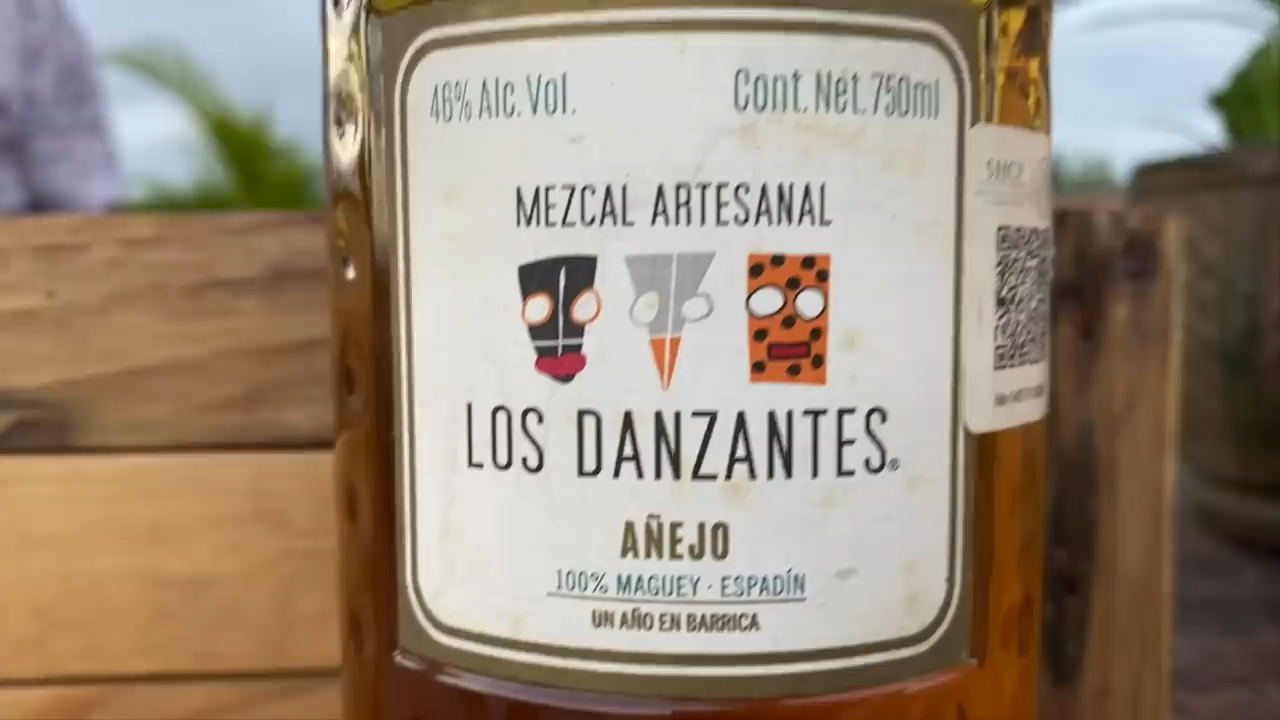 46% Alc. Vol.
Cont. Net. 750ml
MEZCAL ARTESANAL
LOS DANZANTES®
AÑEJO
100% MAGUEY · ESPADÍN
UN AÑO EN BARRICA